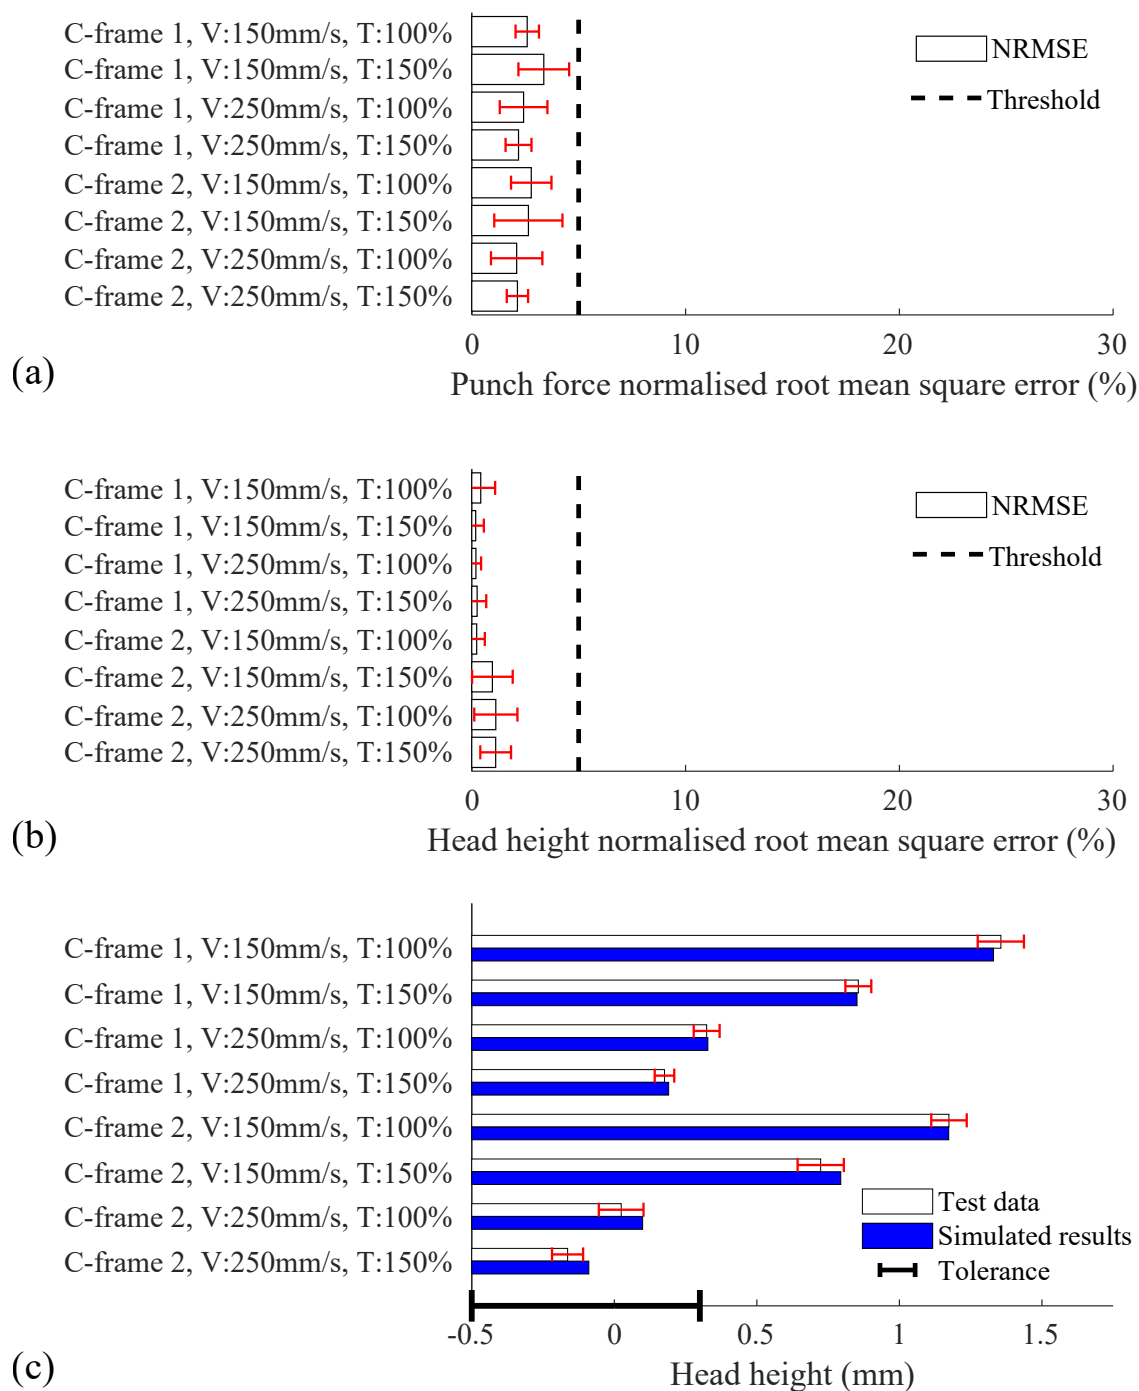 C-frame 1, V:150mm/s, T:100%
C-frame 1, V:150mm/s, T:150%
C-frame 1, V:250mm/s, T:100%
C-frame 1, V:250mm/s, T:150%
C-frame 2, V:150mm/s, T:100%
C-frame 2, V:150mm/s, T:150%
C-frame 2, V:250mm/s, T:100%
C-frame 2, V:250mm/s, T:150%
NRMSE
Threshold
0 10 20 30
(a)
Punch force normalised root mean square error (%)
C-frame 1, V:150mm/s, T:100%
C-frame 1, V:150mm/s, T:150%
C-frame 1, V:250mm/s, T:100%
C-frame 1, V:250mm/s, T:150%
C-frame 2, V:150mm/s, T:100%
C-frame 2, V:150mm/s, T:150%
C-frame 2, V:250mm/s, T:100%
C-frame 2, V:250mm/s, T:150%
NRMSE
Threshold
0 10 20 30
(b)
Head height normalised root mean square error (%)
C-frame 1, V:150mm/s, T:100%
C-frame 1, V:150mm/s, T:150%
C-frame 1, V:250mm/s, T:100%
C-frame 1, V:250mm/s, T:150%
C-frame 2, V:150mm/s, T:100%
C-frame 2, V:150mm/s, T:150%
C-frame 2, V:250mm/s, T:100%
C-frame 2, V:250mm/s, T:150%
Test data
Simulated results
Tolerance
-0.5 0 0.5 1 1.5
(c)
Head height (mm)